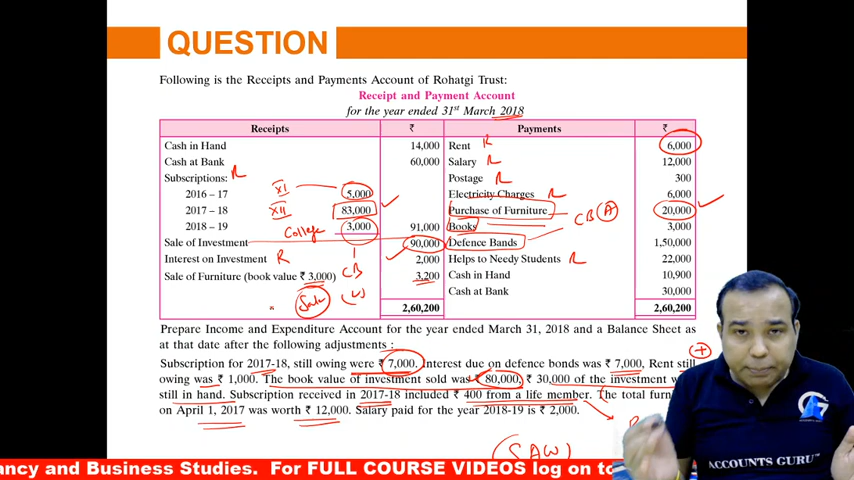 QUESTION
Following is the Receipts and Payments Account of Rohatgi Trust:
Receipt and Payment Account
for the year ended 31st March 2018
Receipts ₹ Payments ₹
Cash in Hand 14,000 Rent R 6,000
Cash at Bank 60,000 Salary R 12,000
Subscriptions: R Postage R 300
2016 – 17 XI 5,000 Electricity Charges R 6,000
2017 – 18 XII 83,000 Purchase of Furniture CB (A) 20,000
2018 – 19 College 3,000 91,000 Books 3,000
Sale of Investment 90,000 Defence Bands 1,50,000
Interest on Investment R 2,000 Helps to Needy Students R 22,000
Sale of Furniture (book value ₹ 3,000) CB 3,200 Cash in Hand 10,900
Sale (L) Cash at Bank 30,000
2,60,200 2,60,200
Prepare Income and Expenditure Account for the year ended March 31, 2018 and a Balance Sheet as
at that date after the following adjustments :
Subscription for 2017-18, still owing were ₹ 7,000. Interest due on defence bonds was ₹ 7,000, Rent still +
owing was ₹ 1,000. The book value of investment sold was ₹ 80,000, ₹ 30,000 of the investment
still in hand. Subscription received in 2017-18 included ₹ 400 from a life member. The total
on April 1, 2017 was worth ₹ 12,000. Salary paid for the year 2018-19 is ₹ 2,000.
(SAW)
ACCOUNTS GURU
ancy and Business Studies. For FULL COURSE VIDEOS log on to